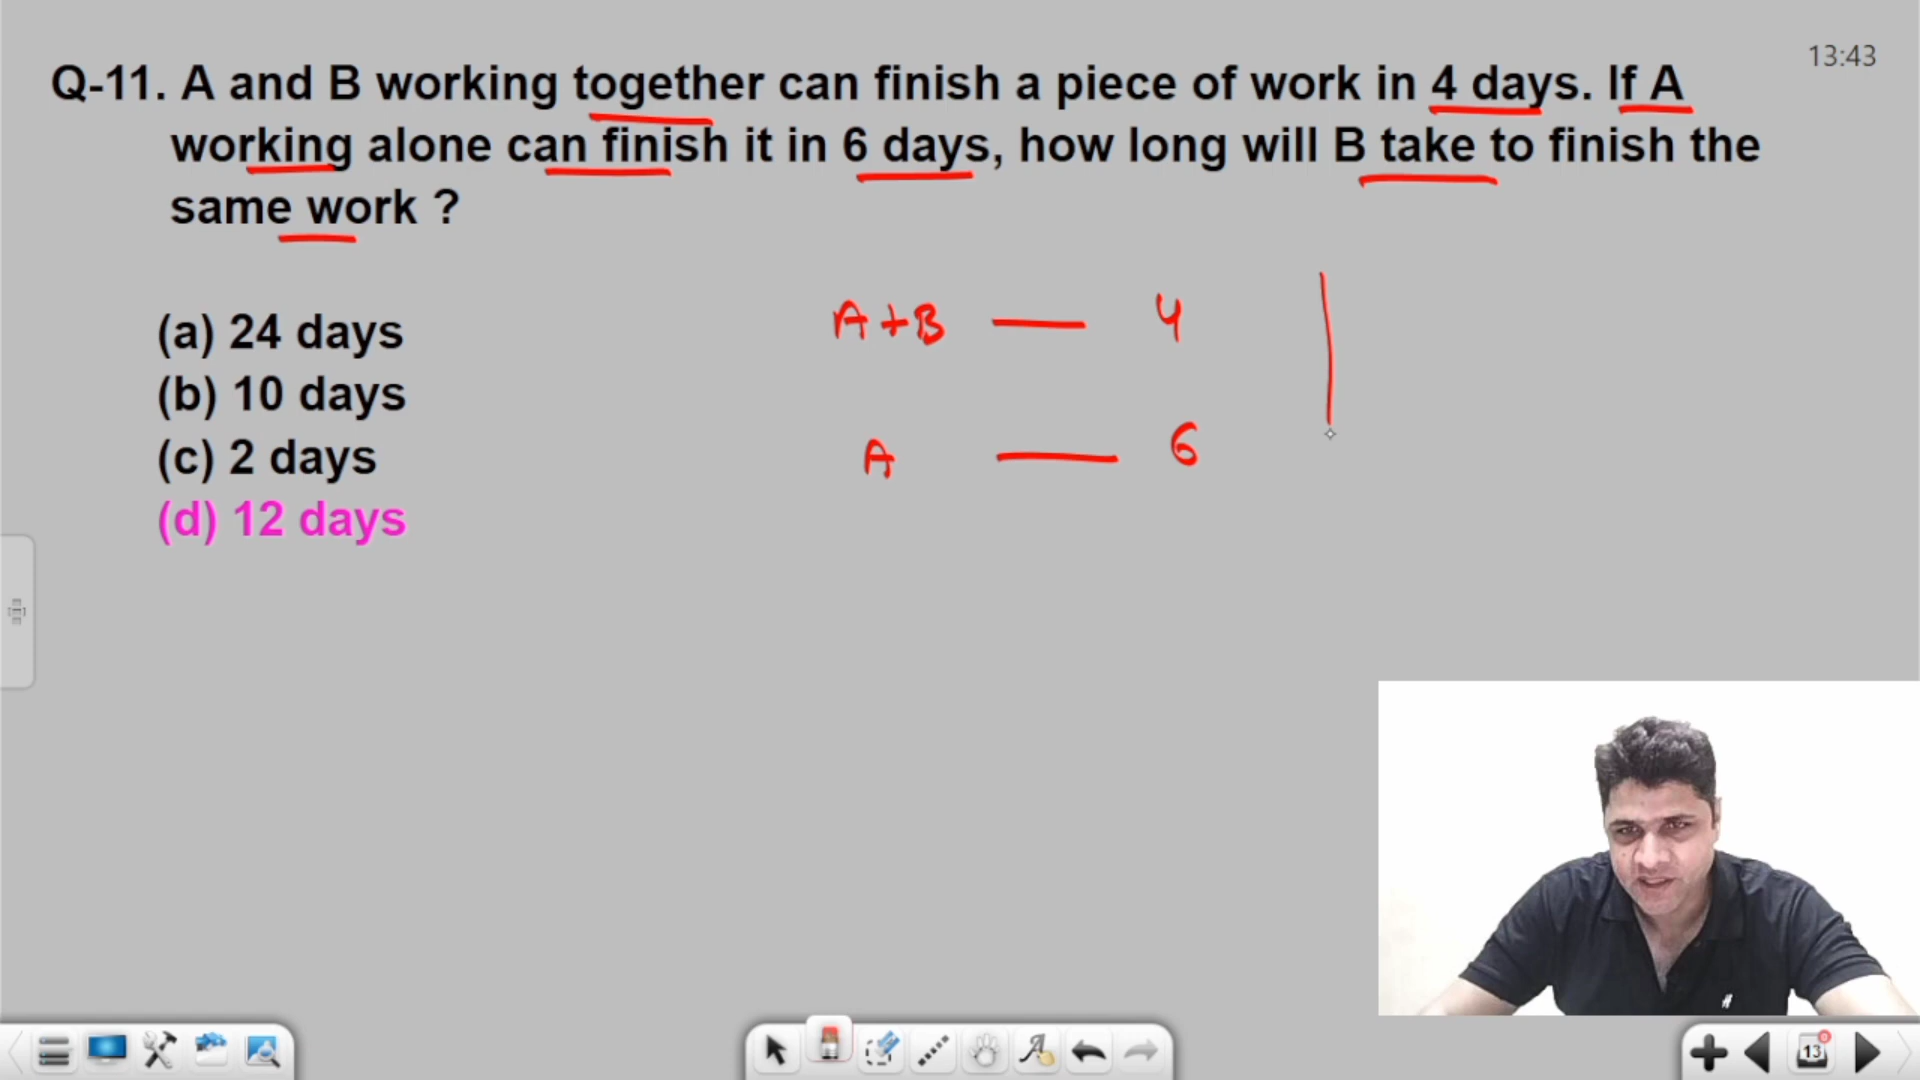 13:43
Q-11. A and B working together can finish a piece of work in 4 days. If A
working alone can finish it in 6 days, how long will B take to finish the
same work ?
(a) 24 days
(b) 10 days
(c) 2 days
(d) 12 days
A+B — 4
A — 6
13